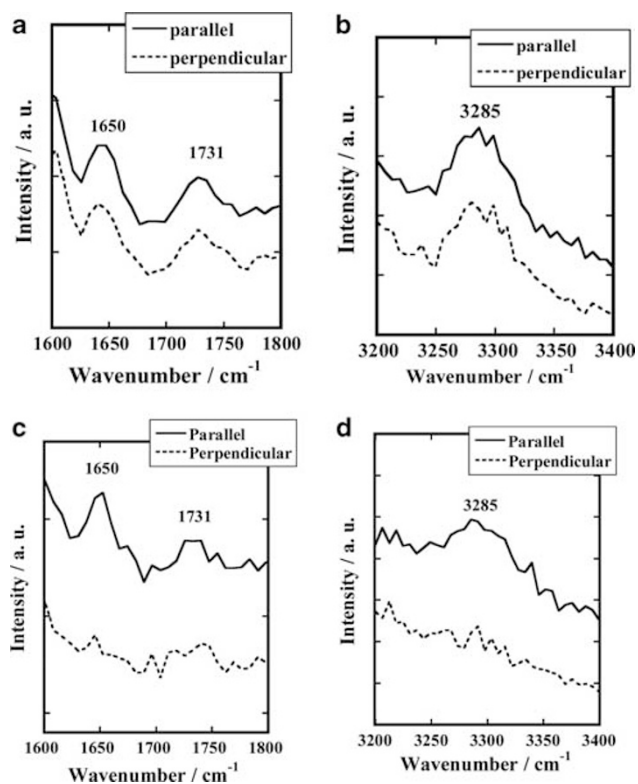 a
parallel
perpendicular
1650
1731
Intensity / a. u.
1600 1650 1700 1750 1800
Wavenumber / cm-1
b
parallel
perpendicular
3285
Intensity / a. u.
3200 3250 3300 3350 3400
Wavenumber / cm-1
c
Parallel
Perpendicular
1650
1731
Intensity / a. u.
1600 1650 1700 1750 1800
Wavenumber / cm-1
d
Parallel
Perpendicular
3285
Intensity / a. u.
3200 3250 3300 3350 3400
Wavenumber / cm-1